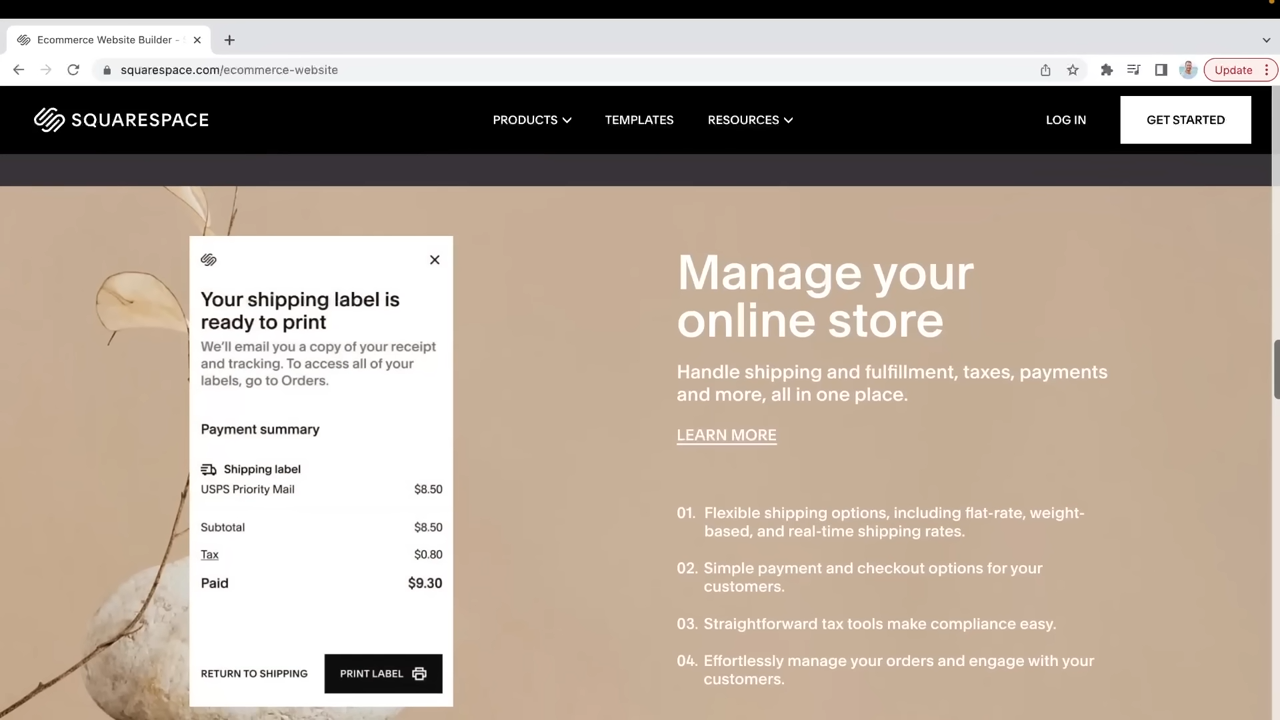 Ecommerce Website Builder –
squarespace.com/ecommerce-website
Update
SQUARESPACE
PRODUCTS
TEMPLATES
RESOURCES
LOG IN
GET STARTED
Your shipping label is
ready to print
We'll email you a copy of your receipt
and tracking. To access all of your
labels, go to Orders.
Payment summary
Shipping label
USPS Priority Mail $8.50
Subtotal $8.50
Tax $0.80
Paid $9.30
RETURN TO SHIPPING
PRINT LABEL
Manage your
online store
Handle shipping and fulfillment, taxes, payments
and more, all in one place.
LEARN MORE
01. Flexible shipping options, including flat-rate, weight-
based, and real-time shipping rates.
02. Simple payment and checkout options for your
customers.
03. Straightforward tax tools make compliance easy.
04. Effortlessly manage your orders and engage with your
customers.